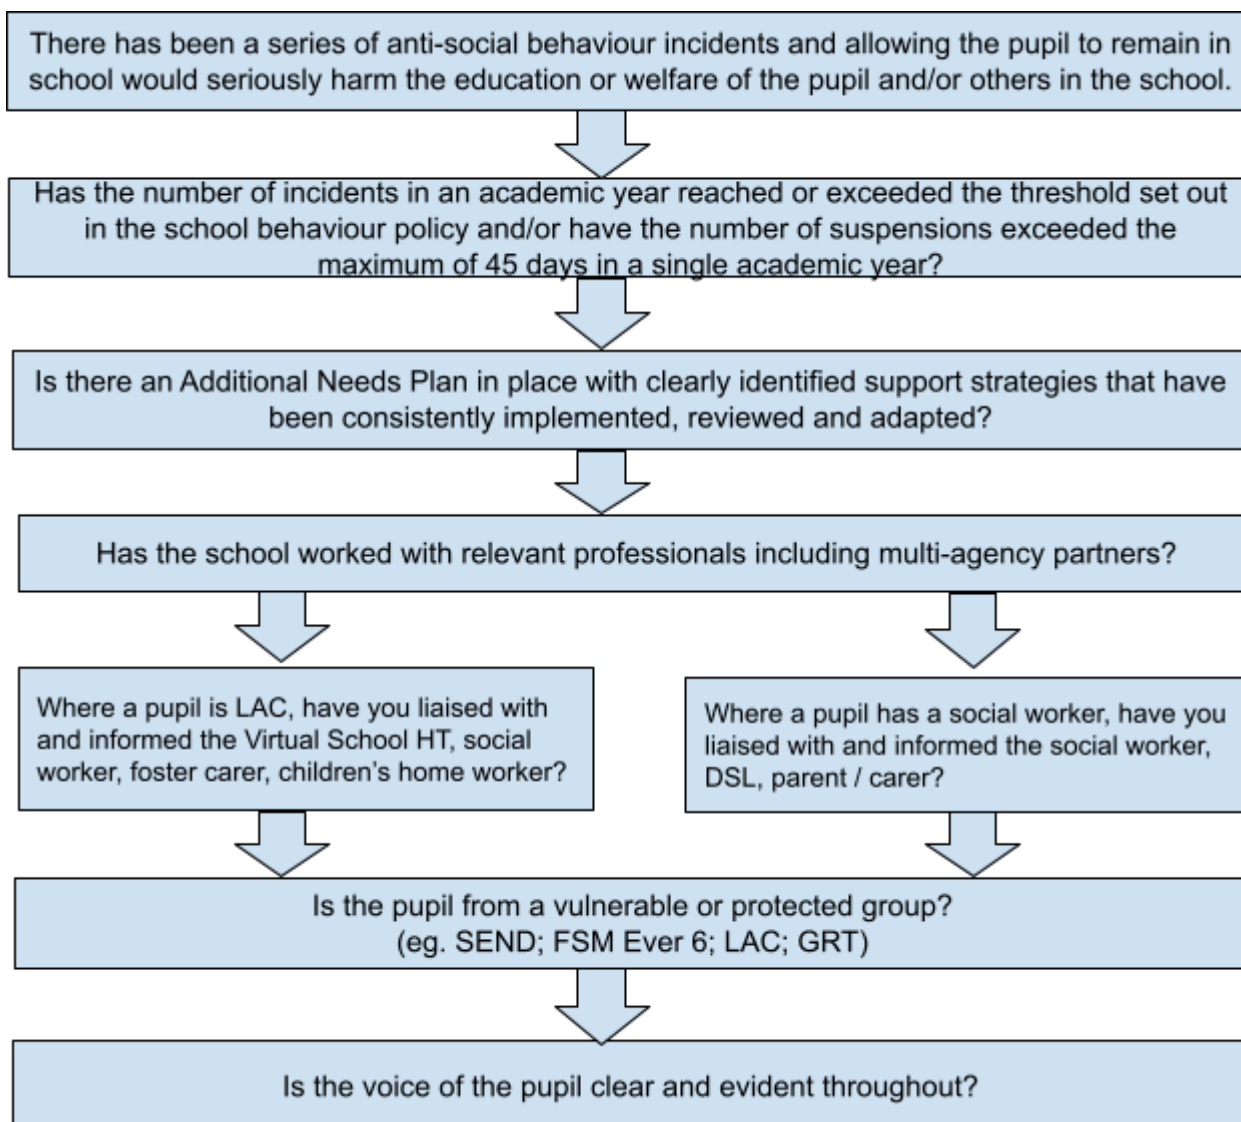 There has been a series of anti-social behaviour incidents and allowing the pupil to remain in
school would seriously harm the education or welfare of the pupil and/or others in the school.
Has the number of incidents in an academic year reached or exceeded the threshold set out
in the school behaviour policy and/or have the number of suspensions exceeded the
maximum of 45 days in a single academic year?
Is there an Additional Needs Plan in place with clearly identified support strategies that have
been consistently implemented, reviewed and adapted?
Has the school worked with relevant professionals including multi-agency partners?
Where a pupil is LAC, have you liaised with
and informed the Virtual School HT, social
worker, foster carer, children's home worker?
Where a pupil has a social worker, have you
liaised with and informed the social worker,
DSL, parent / carer?
Is the pupil from a vulnerable or protected group?
(eg. SEND; FSM Ever 6; LAC; GRT)
Is the voice of the pupil clear and evident throughout?